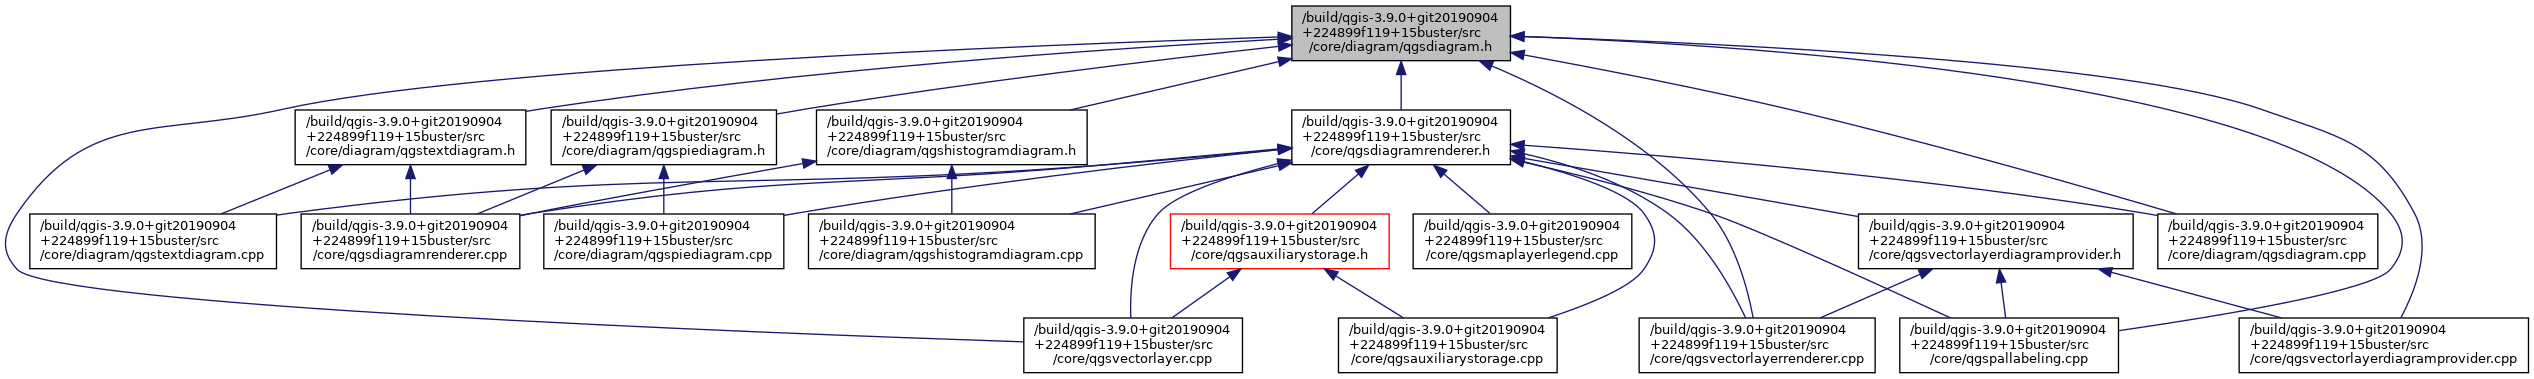 /build/qgis-3.9.0+git20190904
+224899f119+15buster/src
/core/diagram/qgsdiagram.h
/build/qgis-3.9.0+git20190904
+224899f119+15buster/src
/core/diagram/qgstextdiagram.h
/build/qgis-3.9.0+git20190904
+224899f119+15buster/src
/core/diagram/qgspiediagram.h
/build/qgis-3.9.0+git20190904
+224899f119+15buster/src
/core/diagram/qgshistogramdiagram.h
/build/qgis-3.9.0+git20190904
+224899f119+15buster/src
/core/qgsdiagramrenderer.h
/build/qgis-3.9.0+git20190904
+224899f119+15buster/src
/core/diagram/qgstextdiagram.cpp
/build/qgis-3.9.0+git20190904
+224899f119+15buster/src
/core/qgsdiagramrenderer.cpp
/build/qgis-3.9.0+git20190904
+224899f119+15buster/src
/core/diagram/qgspiediagram.cpp
/build/qgis-3.9.0+git20190904
+224899f119+15buster/src
/core/diagram/qgshistogramdiagram.cpp
/build/qgis-3.9.0+git20190904
+224899f119+15buster/src
/core/qgsauxiliarystorage.h
/build/qgis-3.9.0+git20190904
+224899f119+15buster/src
/core/qgsmaplayerlegend.cpp
/build/qgis-3.9.0+git20190904
+224899f119+15buster/src
/core/qgsvectorlayerdiagramprovider.h
/build/qgis-3.9.0+git20190904
+224899f119+15buster/src
/core/diagram/qgsdiagram.cpp
/build/qgis-3.9.0+git20190904
+224899f119+15buster/src
/core/qgsvectorlayer.cpp
/build/qgis-3.9.0+git20190904
+224899f119+15buster/src
/core/qgsauxiliarystorage.cpp
/build/qgis-3.9.0+git20190904
+224899f119+15buster/src
/core/qgsvectorlayerrenderer.cpp
/build/qgis-3.9.0+git20190904
+224899f119+15buster/src
/core/qgspallabeling.cpp
/build/qgis-3.9.0+git20190904
+224899f119+15buster/src
/core/qgsvectorlayerdiagramprovider.cpp